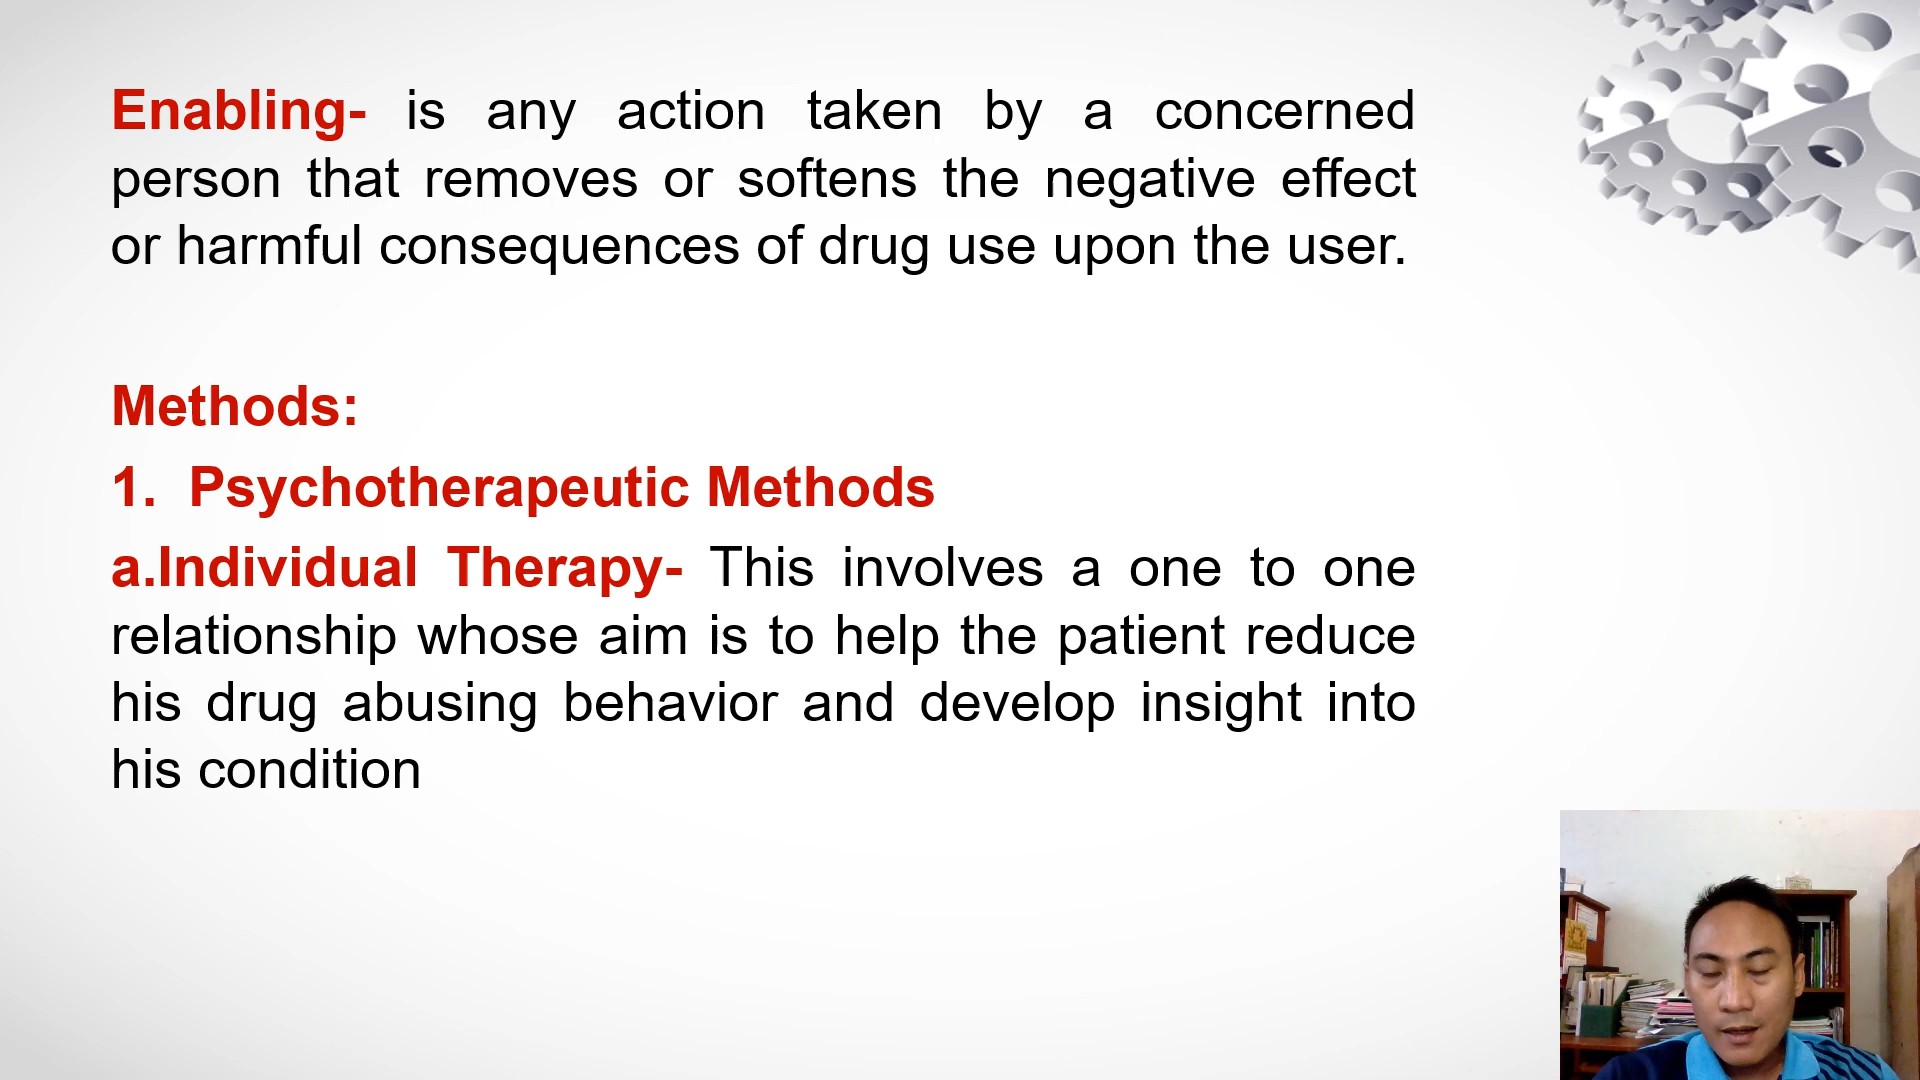 Enabling- is any action taken by a concerned
person that removes or softens the negative effect
or harmful consequences of drug use upon the user.
Methods:
1. Psychotherapeutic Methods
a.Individual Therapy- This involves a one to one
relationship whose aim is to help the patient reduce
his drug abusing behavior and develop insight into
his condition